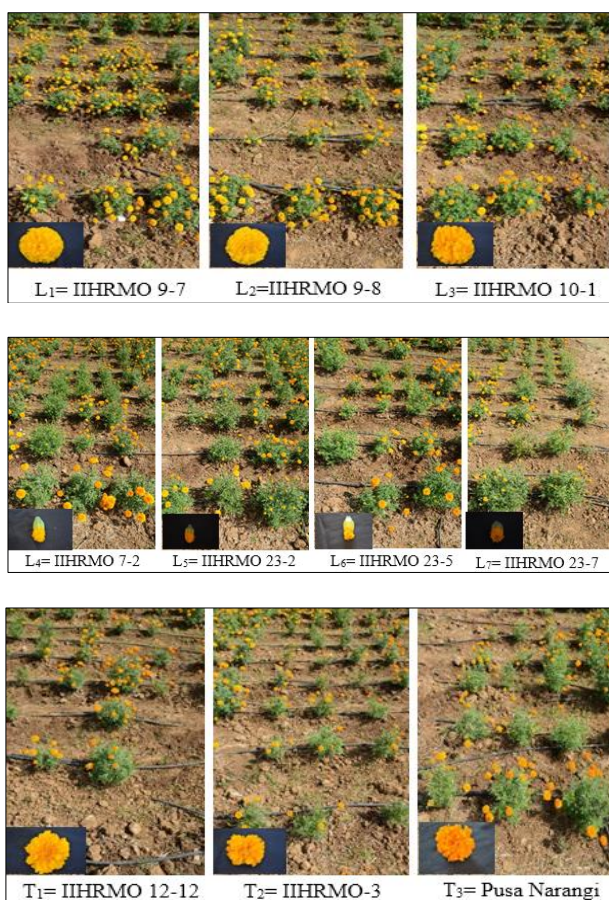 L₁= IIHRMO 9-7 L₂=IIHRMO 9-8 L₃= IIHRMO 10-1
L₄= IIHRMO 7-2 L₅= IIHRMO 23-2 L₆= IIHRMO 23-5 L₇= IIHRMO 23-7
T₁= IIHRMO 12-12 T₂= IIHRMO-3 T₃= Pusa Narangi